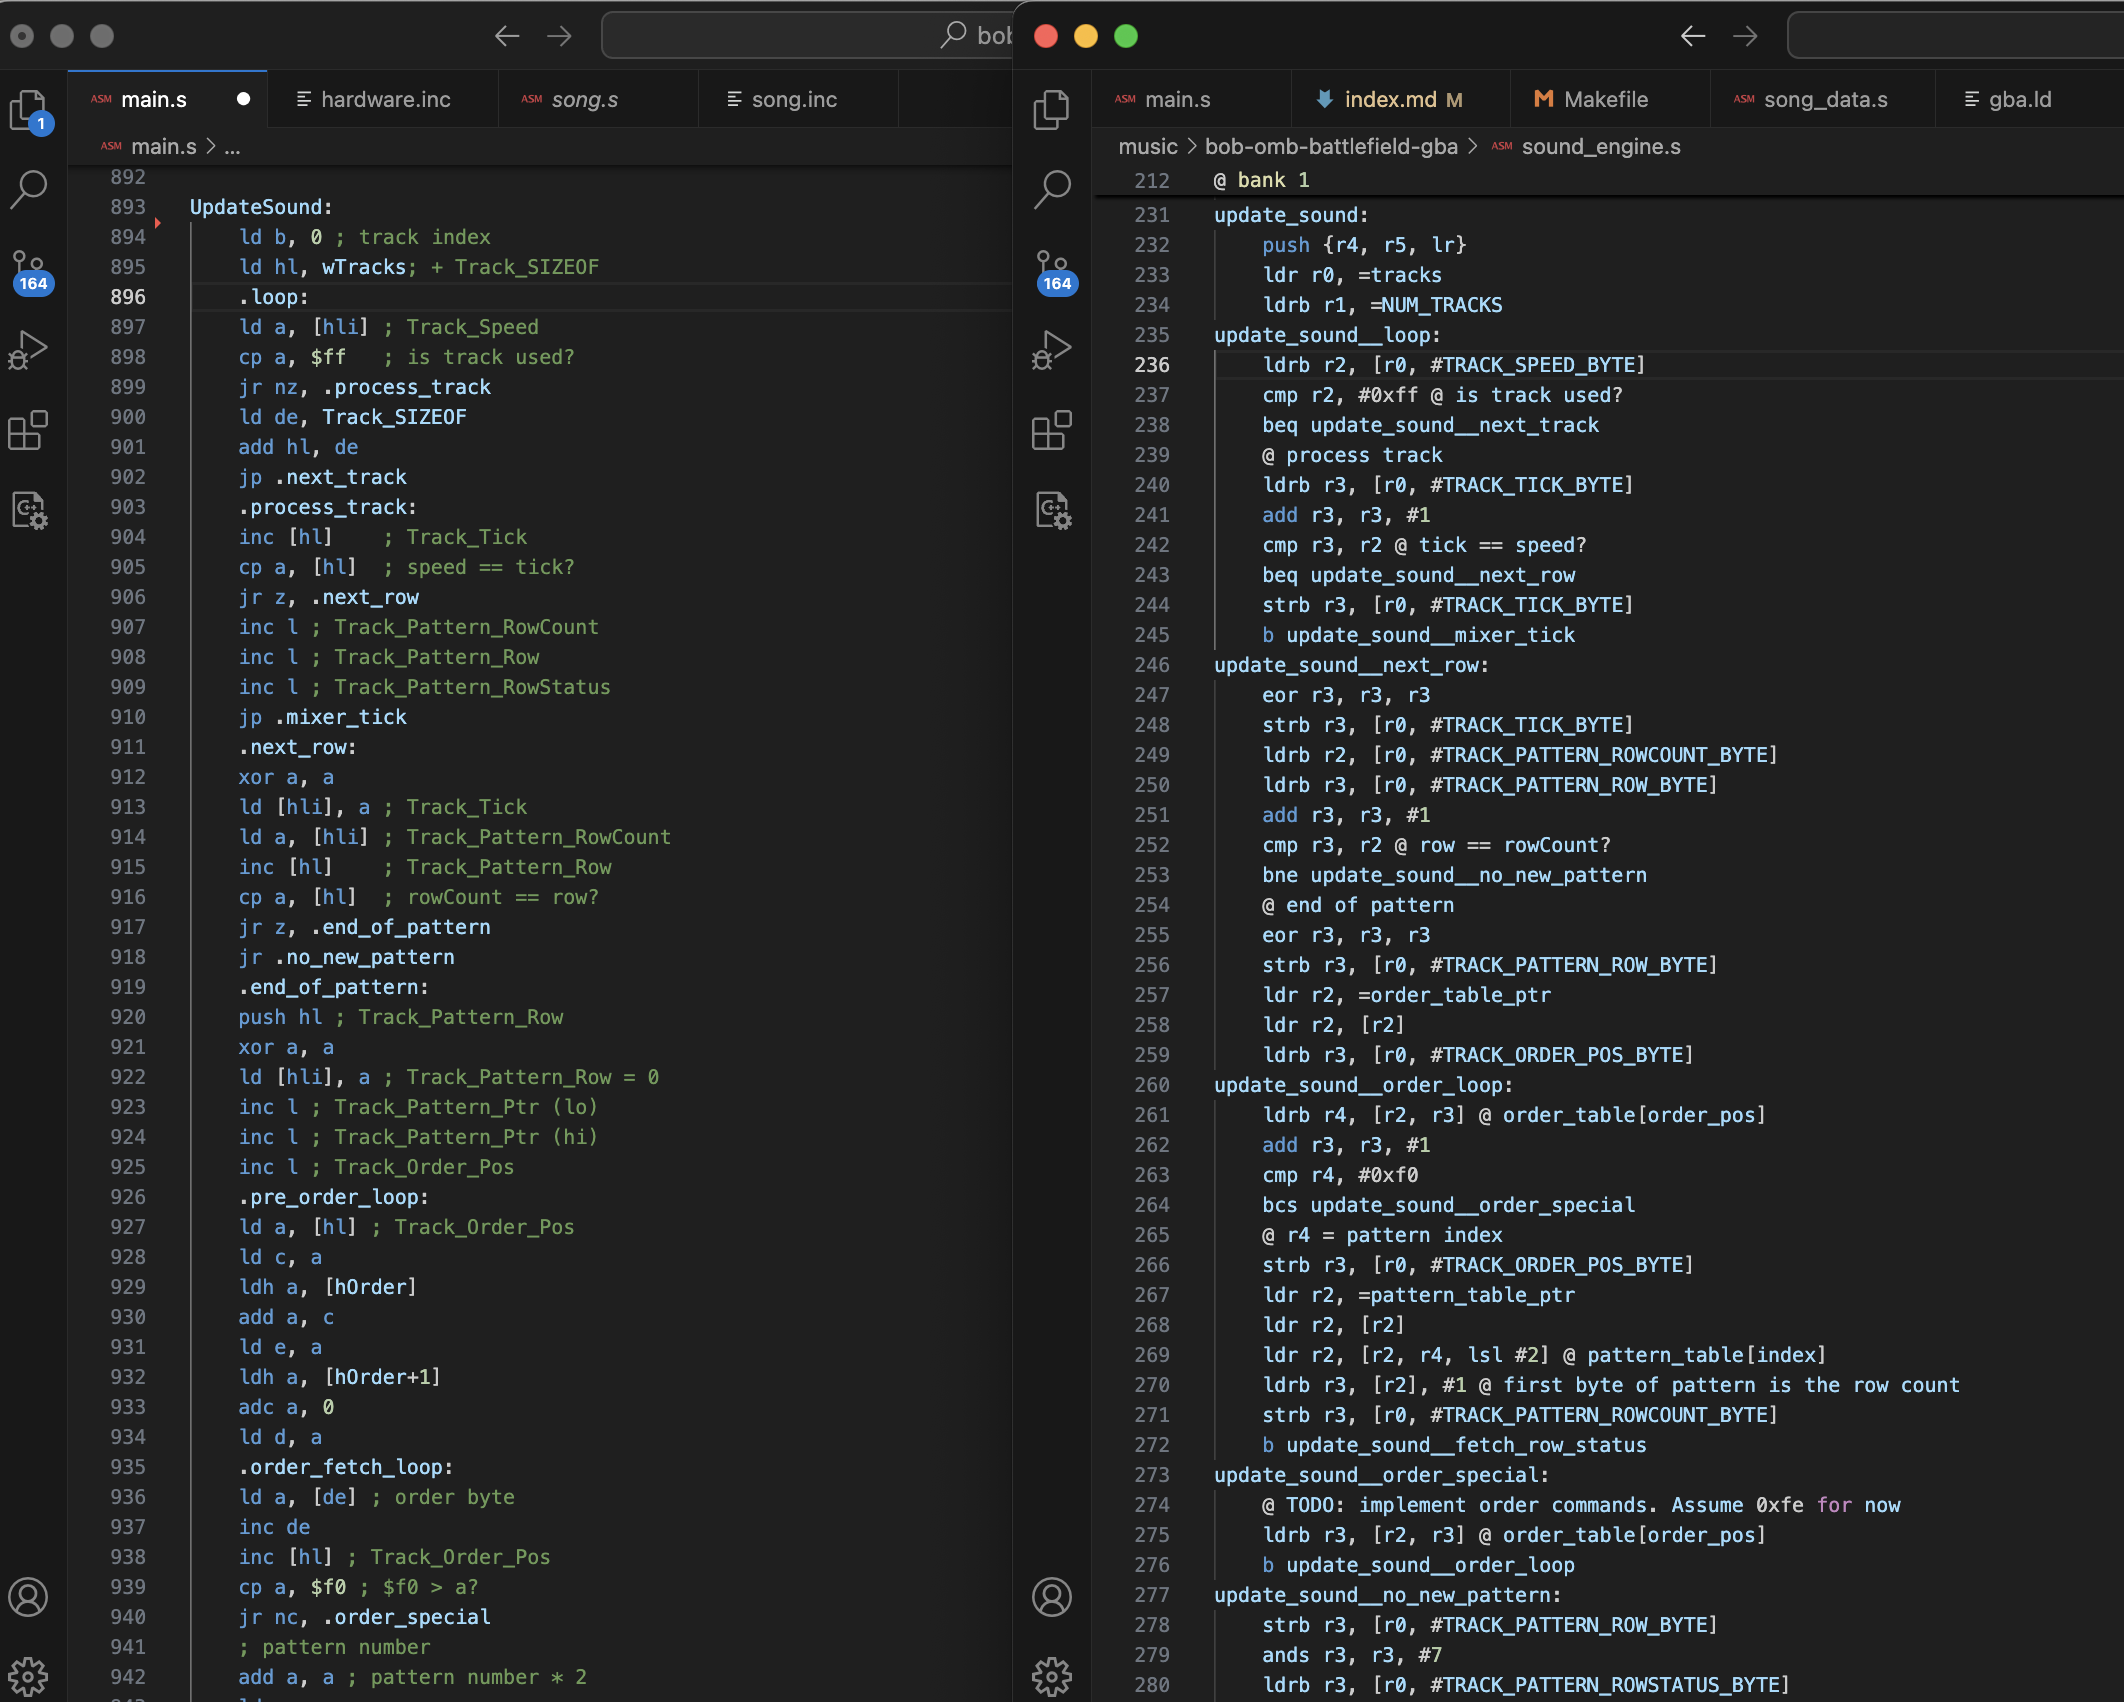 bob
main.s
hardware.inc
song.s
song.inc
main.s > ...
1
164
892
893 UpdateSound:
894 ld b, 0 ; track index
895 ld hl, wTracks; + Track_SIZEOF
896 .loop:
897 ld a, [hli] ; Track_Speed
898 cp a, $ff ; is track used?
899 jr nz, .process_track
900 ld de, Track_SIZEOF
901 add hl, de
902 jp .next_track
903 .process_track:
904 inc [hl] ; Track_Tick
905 cp a, [hl] ; speed == tick?
906 jr z, .next_row
907 inc l ; Track_Pattern_RowCount
908 inc l ; Track_Pattern_Row
909 inc l ; Track_Pattern_RowStatus
910 jp .mixer_tick
911 .next_row:
912 xor a, a
913 ld [hli], a ; Track_Tick
914 ld a, [hli] ; Track_Pattern_RowCount
915 inc [hl] ; Track_Pattern_Row
916 cp a, [hl] ; rowCount == row?
917 jr z, .end_of_pattern
918 jr .no_new_pattern
919 .end_of_pattern:
920 push hl ; Track_Pattern_Row
921 xor a, a
922 ld [hli], a ; Track_Pattern_Row = 0
923 inc l ; Track_Pattern_Ptr (lo)
924 inc l ; Track_Pattern_Ptr (hi)
925 inc l ; Track_Order_Pos
926 .pre_order_loop:
927 ld a, [hl] ; Track_Order_Pos
928 ld c, a
929 ldh a, [hOrder]
930 add a, c
931 ld e, a
932 ldh a, [hOrder+1]
933 adc a, 0
934 ld d, a
935 .order_fetch_loop:
936 ld a, [de] ; order byte
937 inc de
938 inc [hl] ; Track_Order_Pos
939 cp a, $f0 ; $f0 > a?
940 jr nc, .order_special
941 ; pattern number
942 add a, a ; pattern number * 2
ASM main.s
index.md M
Makefile
ASM song_data.s
gba.ld
music > bob-omb-battlefield-gba > ASM sound_engine.s
164
212 @ bank 1
231 update_sound:
232 push {r4, r5, lr}
233 ldr r0, =tracks
234 ldrb r1, =NUM_TRACKS
235 update_sound__loop:
236 ldrb r2, [r0, #TRACK_SPEED_BYTE]
237 cmp r2, #0xff @ is track used?
238 beq update_sound__next_track
239 @ process track
240 ldrb r3, [r0, #TRACK_TICK_BYTE]
241 add r3, r3, #1
242 cmp r3, r2 @ tick == speed?
243 beq update_sound__next_row
244 strb r3, [r0, #TRACK_TICK_BYTE]
245 b update_sound__mixer_tick
246 update_sound__next_row:
247 eor r3, r3, r3
248 strb r3, [r0, #TRACK_TICK_BYTE]
249 ldrb r2, [r0, #TRACK_PATTERN_ROWCOUNT_BYTE]
250 ldrb r3, [r0, #TRACK_PATTERN_ROW_BYTE]
251 add r3, r3, #1
252 cmp r3, r2 @ row == rowCount?
253 bne update_sound__no_new_pattern
254 @ end of pattern
255 eor r3, r3, r3
256 strb r3, [r0, #TRACK_PATTERN_ROW_BYTE]
257 ldr r2, =order_table_ptr
258 ldr r2, [r2]
259 ldrb r3, [r0, #TRACK_ORDER_POS_BYTE]
260 update_sound__order_loop:
261 ldrb r4, [r2, r3] @ order_table[order_pos]
262 add r3, r3, #1
263 cmp r4, #0xf0
264 bcs update_sound__order_special
265 @ r4 = pattern index
266 strb r3, [r0, #TRACK_ORDER_POS_BYTE]
267 ldr r2, =pattern_table_ptr
268 ldr r2, [r2]
269 ldr r2, [r2, r4, lsl #2] @ pattern_table[index]
270 ldrb r3, [r2], #1 @ first byte of pattern is the row count
271 strb r3, [r0, #TRACK_PATTERN_ROWCOUNT_BYTE]
272 b update_sound__fetch_row_status
273 update_sound__order_special:
274 @ TODO: implement order commands. Assume 0xfe for now
275 ldrb r3, [r2, r3] @ order_table[order_pos]
276 b update_sound__order_loop
277 update_sound__no_new_pattern:
278 strb r3, [r0, #TRACK_PATTERN_ROW_BYTE]
279 ands r3, r3, #7
280 ldrb r3, [r0, #TRACK_PATTERN_ROWSTATUS_BYTE]